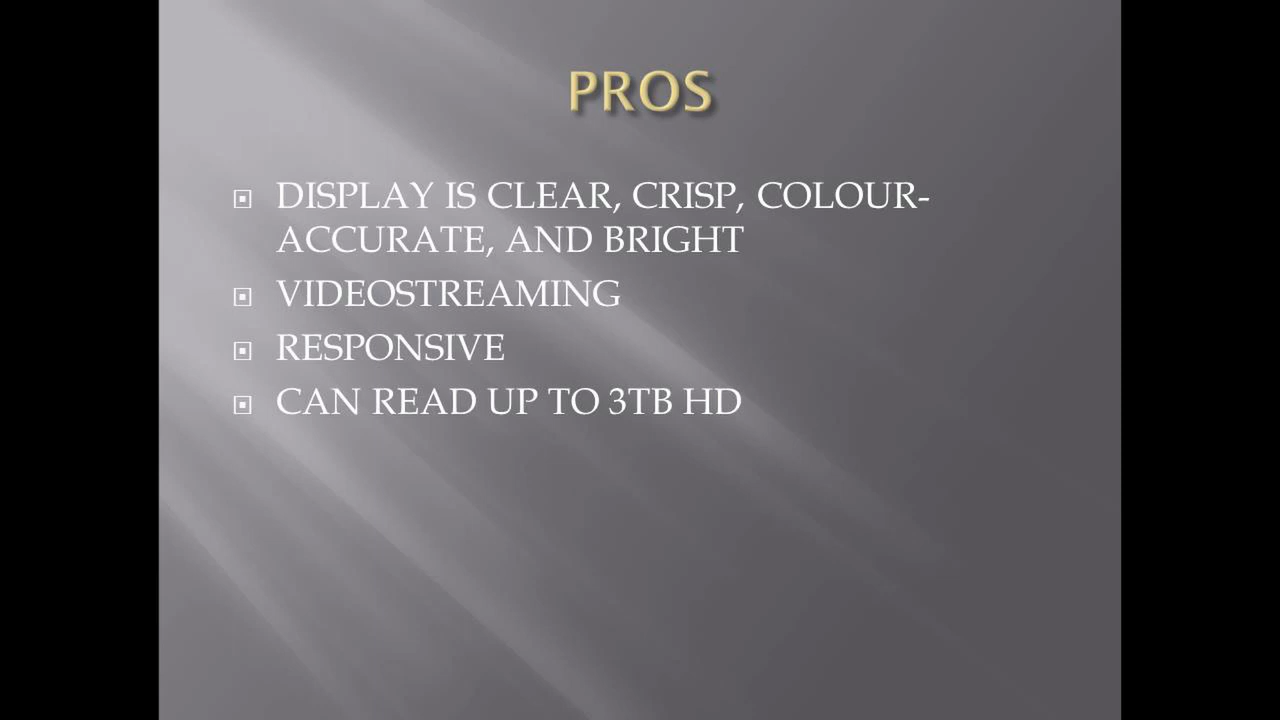 PROS
DISPLAY IS CLEAR, CRISP, COLOUR-
ACCURATE, AND BRIGHT
VIDEOSTREAMING
RESPONSIVE
CAN READ UP TO 3TB HD